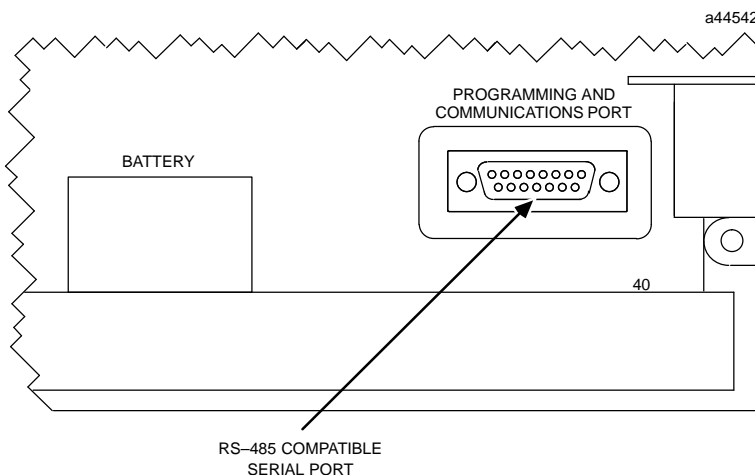 a44542
PROGRAMMING AND
COMMUNICATIONS PORT
BATTERY
40
RS–485 COMPATIBLE
SERIAL PORT